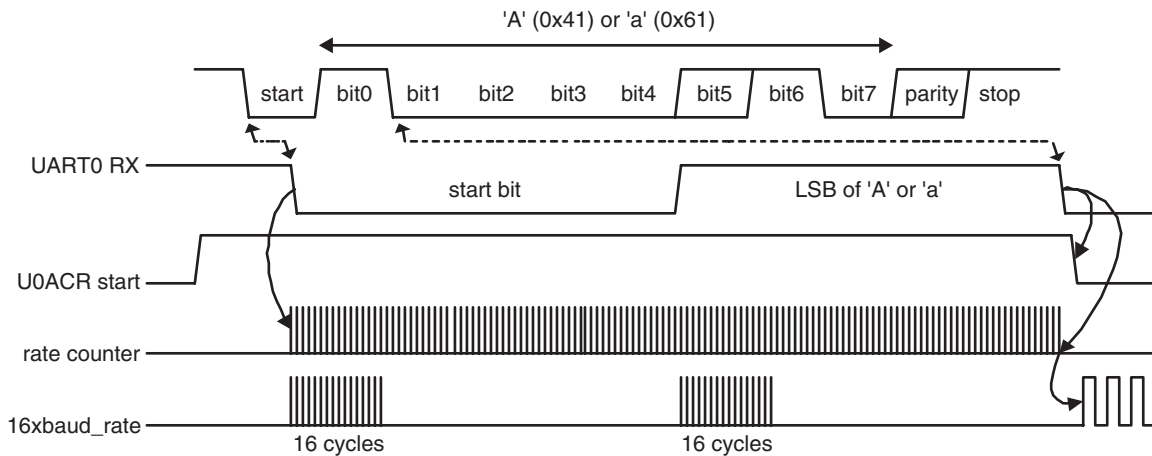 'A' (0x41) or 'a' (0x61)
start bit0 bit1 bit2 bit3 bit4 bit5 bit6 bit7 parity stop
UART0 RX
start bit
LSB of 'A' or 'a'
U0ACR start
rate counter
16xbaud_rate
16 cycles
16 cycles